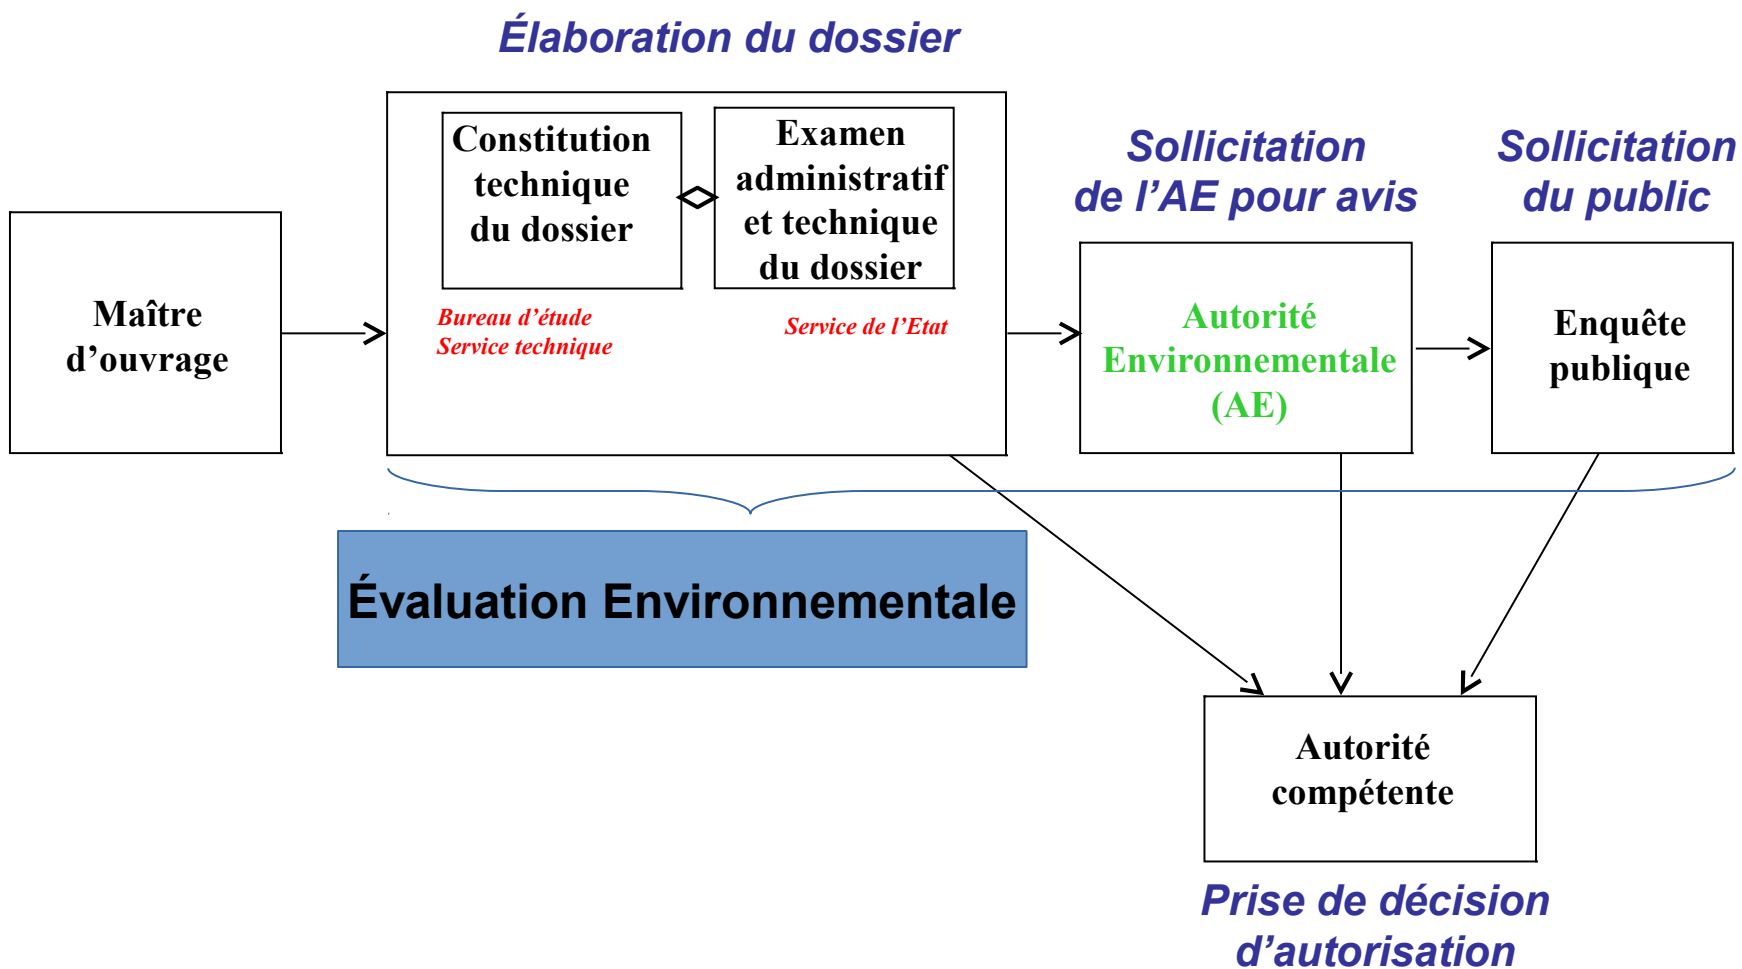 Élaboration du dossier
Constitution
technique
du dossier
Examen
administratif
et technique
du dossier
Bureau d’étude
Service technique
Service de l’Etat
Maître
d’ouvrage
Sollicitation
de l’AE pour avis
Autorité
Environnementale
(AE)
Sollicitation
du public
Enquête
publique
Évaluation Environnementale
Autorité
compétente
Prise de décision
d’autorisation